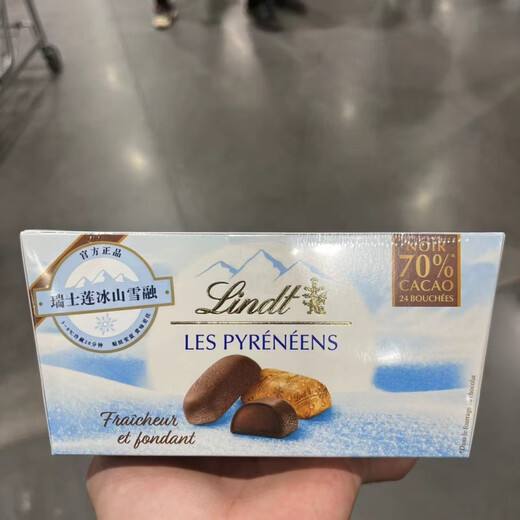 官方正品
瑞士莲冰山雪融
Lindt
LES PYRÉNÉENS
Fraîcheur
et fondant
NOIR
70%*
CACAO
24 BOUCHÉES